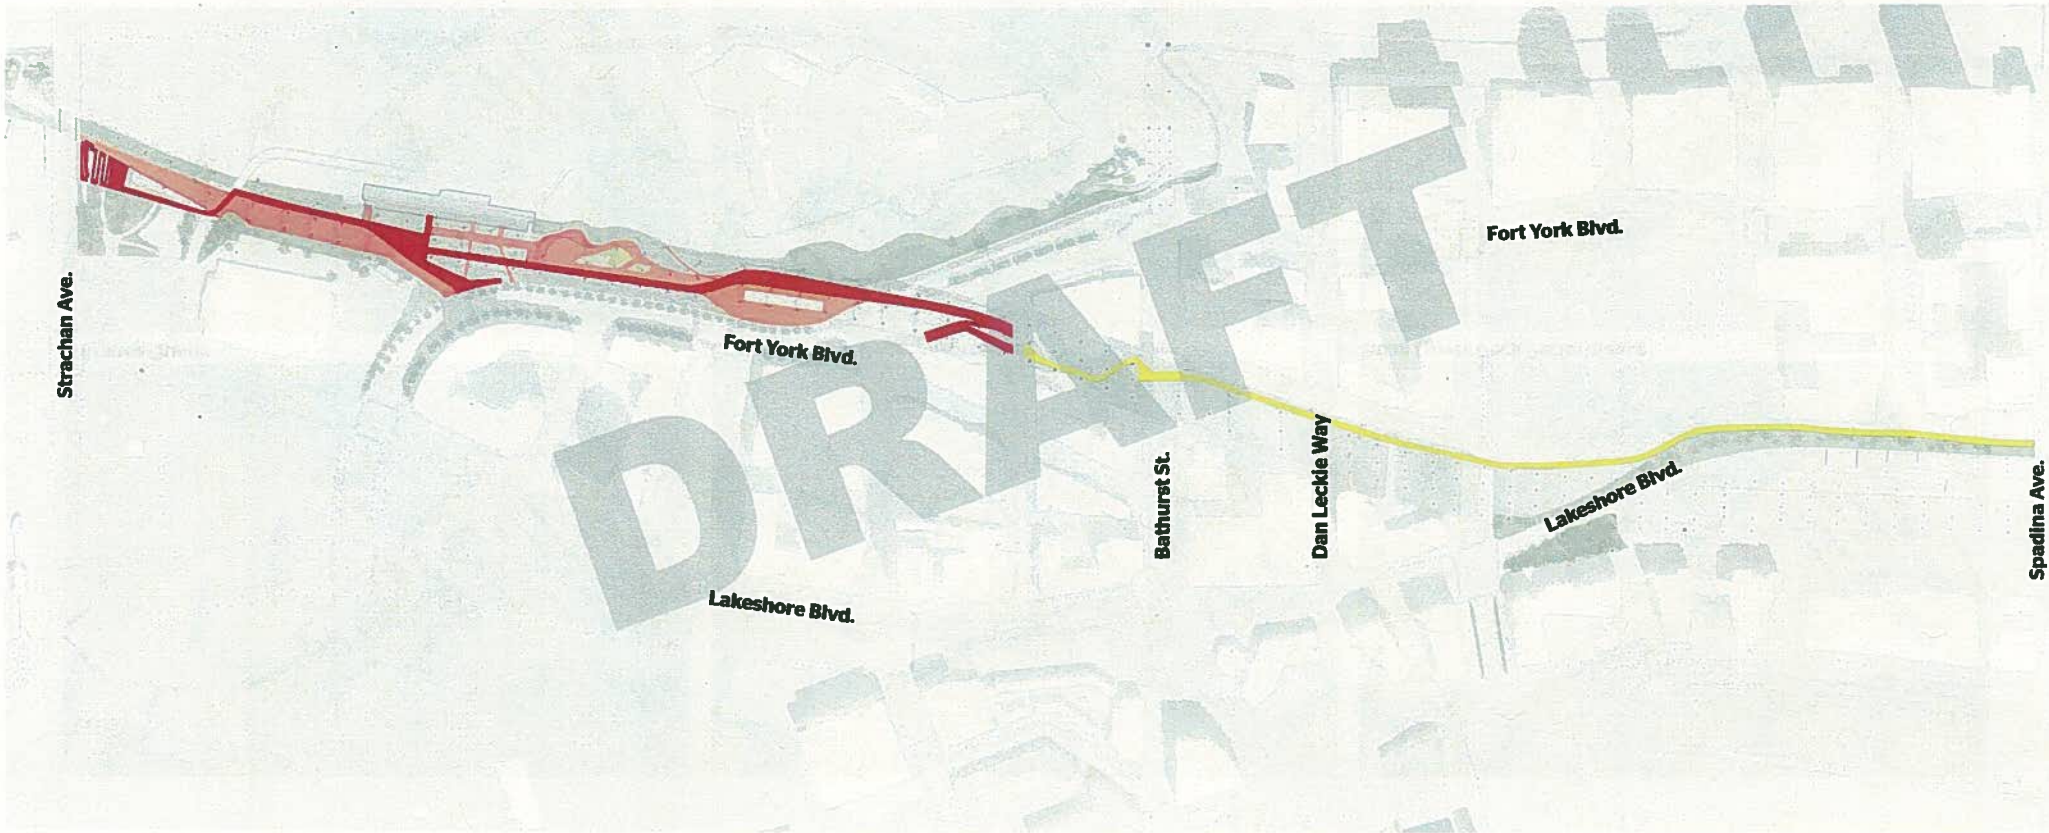 DRAFT
Fort York Blvd.
Strachan Ave.
Fort York Blvd.
Bathurst St.
Dan Leckie Way
Lakeshore Blvd.
Spadina Ave.
Lakeshore Blvd.